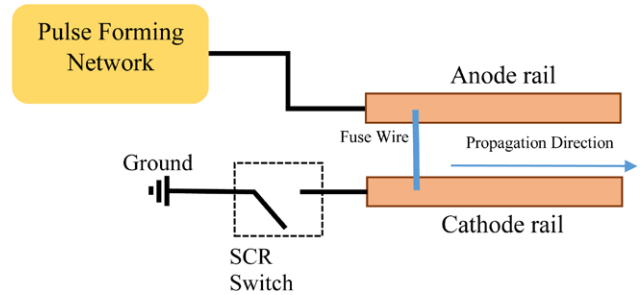 Pulse Forming
Network
Anode rail
Fuse Wire
Propagation Direction
Ground
Cathode rail
SCR
Switch